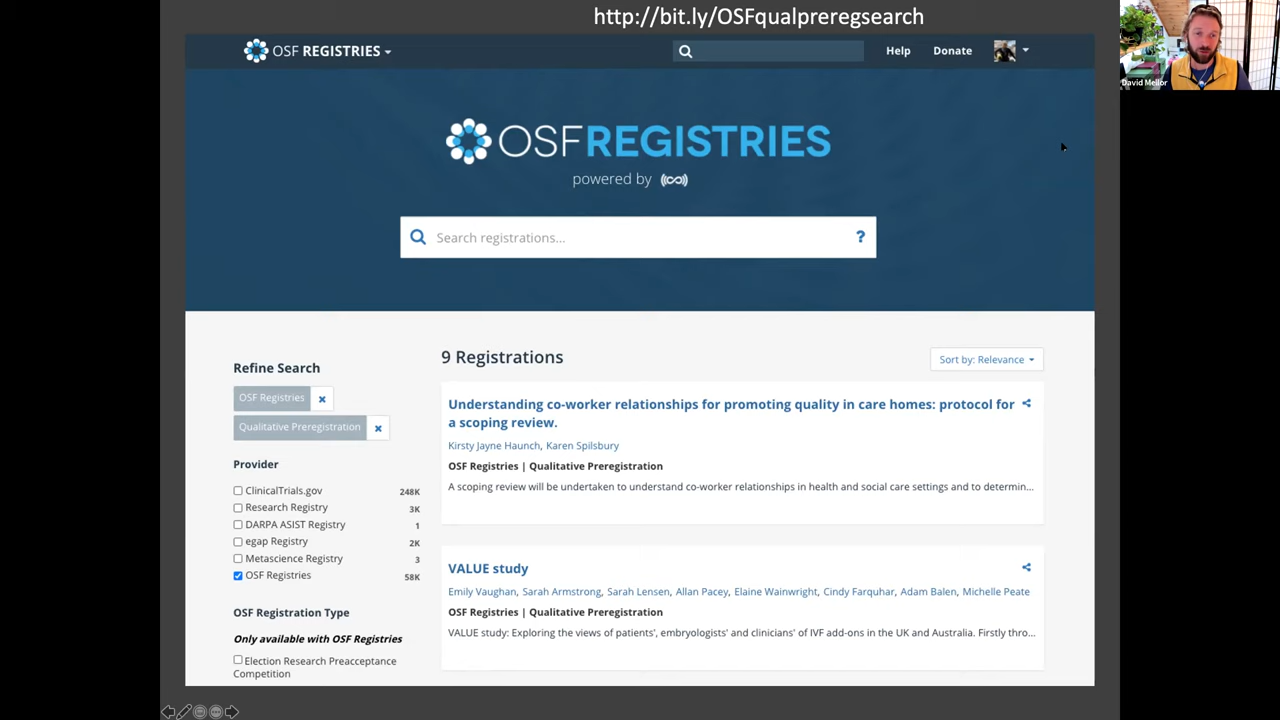 http://bit.ly/OSFqualpreregsearch
OSF REGISTRIES
Help
Donate
David Mellor
OSFREGISTRIES
powered by
Search registrations...
?
Refine Search
OSF Registries
Qualitative Preregistration
Provider
ClinicalTrials.gov 248K
Research Registry 3K
DARPA ASIST Registry 1
egap Registry 2K
Metascience Registry 3
OSF Registries 58K
OSF Registration Type
Only available with OSF Registries
Election Research Preacceptance
Competition
9 Registrations
Sort by: Relevance
Understanding co-worker relationships for promoting quality in care homes: protocol for
a scoping review.
Kirsty Jayne Haunch, Karen Spilsbury
OSF Registries | Qualitative Preregistration
A scoping review will be undertaken to understand co-worker relationships in health and social care settings and to determin...
VALUE study
Emily Vaughan, Sarah Armstrong, Sarah Lensen, Allan Pacey, Elaine Wainwright, Cindy Farquhar, Adam Balen, Michelle Peate
OSF Registries | Qualitative Preregistration
VALUE study: Exploring the views of patients', embryologists' and clinicians' of IVF add-ons in the UK and Australia. Firstly thro...